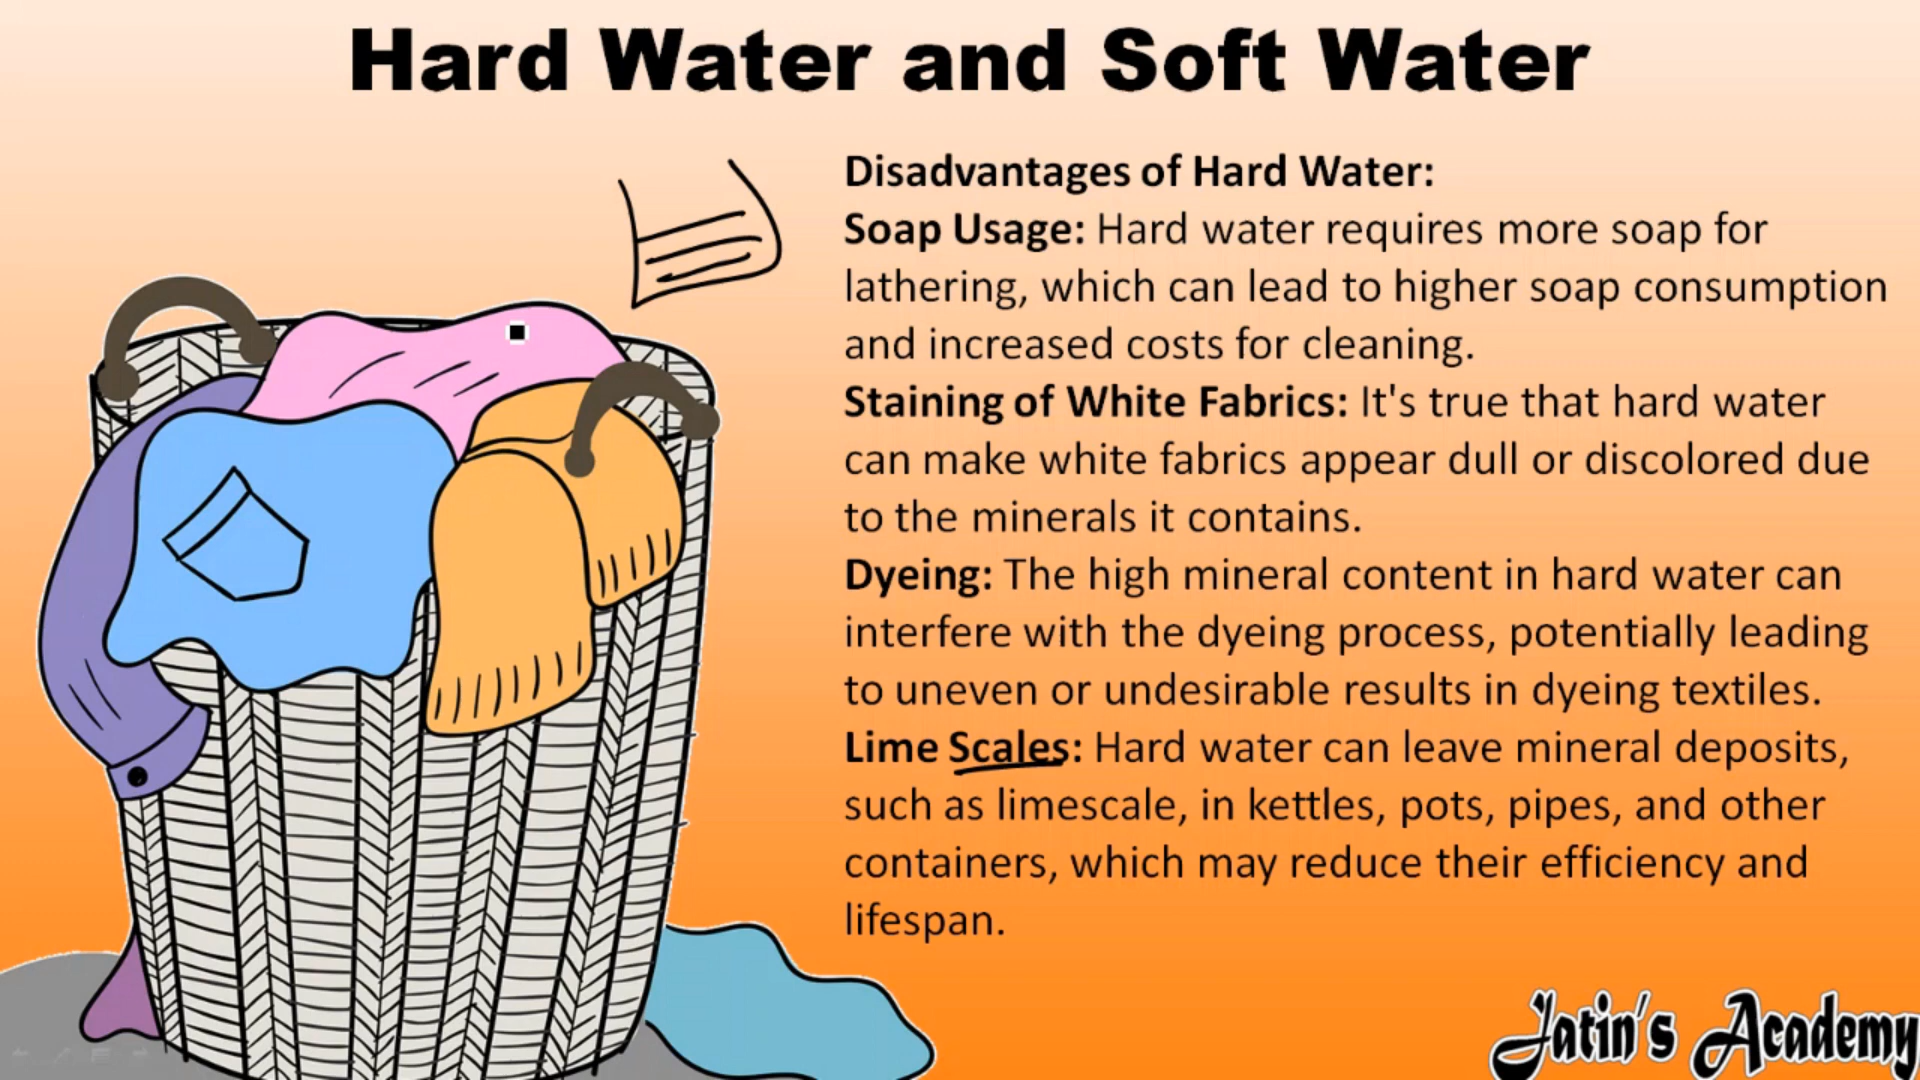 Hard Water and Soft Water
Disadvantages of Hard Water:
Soap Usage: Hard water requires more soap for
lathering, which can lead to higher soap consumption
and increased costs for cleaning.
Staining of White Fabrics: It's true that hard water
can make white fabrics appear dull or discolored due
to the minerals it contains.
Dyeing: The high mineral content in hard water can
interfere with the dyeing process, potentially leading
to uneven or undesirable results in dyeing textiles.
Lime Scales: Hard water can leave mineral deposits,
such as limescale, in kettles, pots, pipes, and other
containers, which may reduce their efficiency and
lifespan.
Jatin's Academy